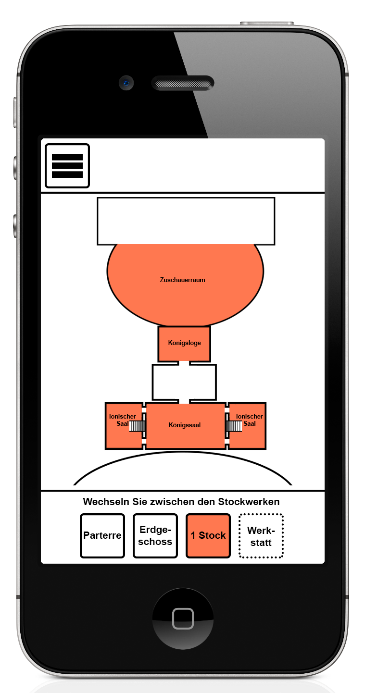 Zuschauerraum
Königsloge
Ionischer
Saal
Königssaal
Ionischer
Saal
Wechseln Sie zwischen den Stockwerken
Parterre
Erdge-
schoss
1 Stock
Werk-
statt